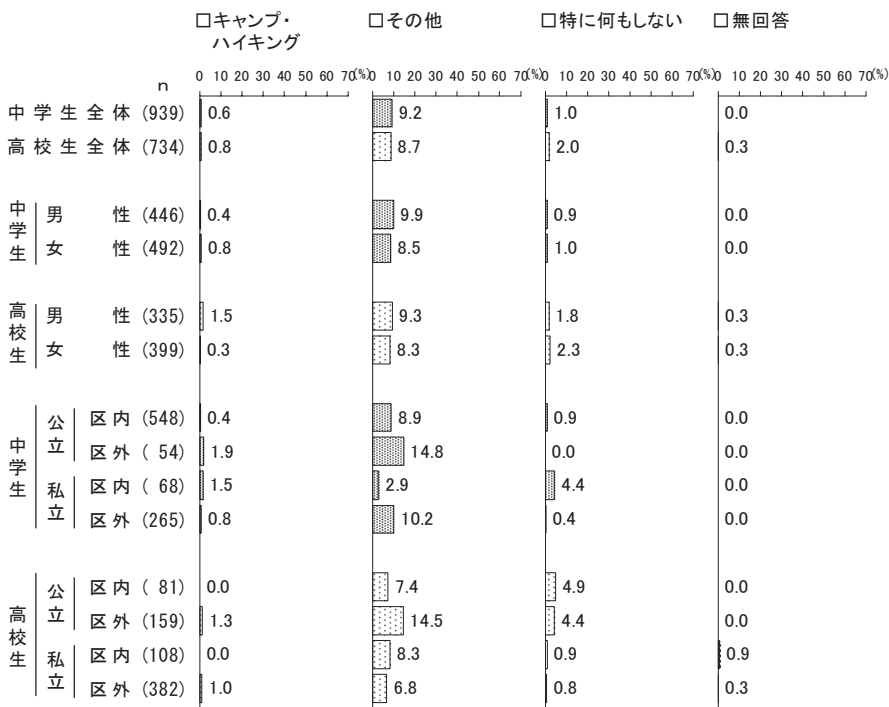 □キャンプ・ハイキング □その他 □特に何もしない □無回答
n 0 10 20 30 40 50 60 70(%) 0 10 20 30 40 50 60 70(%) 0 10 20 30 40 50 60 70(%) 0 10 20 30 40 50 60 70(%)
中学生全体(939) 0.6 9.2 1.0 0.0
高校生全体(734) 0.8 8.7 2.0 0.3
中学生
男性(446) 0.4 9.9 0.9 0.0
女性(492) 0.8 8.5 1.0 0.0
高校生
男性(335) 1.5 9.3 1.8 0.3
女性(399) 0.3 8.3 2.3 0.3
中学生
公立
区内(548) 0.4 8.9 0.9 0.0
区外( 54) 1.9 14.8 0.0 0.0
私立
区内( 68) 1.5 2.9 4.4 0.0
区外(265) 0.8 10.2 0.4 0.0
高校生
公立
区内( 81) 0.0 7.4 4.9 0.0
区外(159) 1.3 14.5 4.4 0.0
私立
区内(108) 0.0 8.3 0.9 0.9
区外(382) 1.0 6.8 0.8 0.3